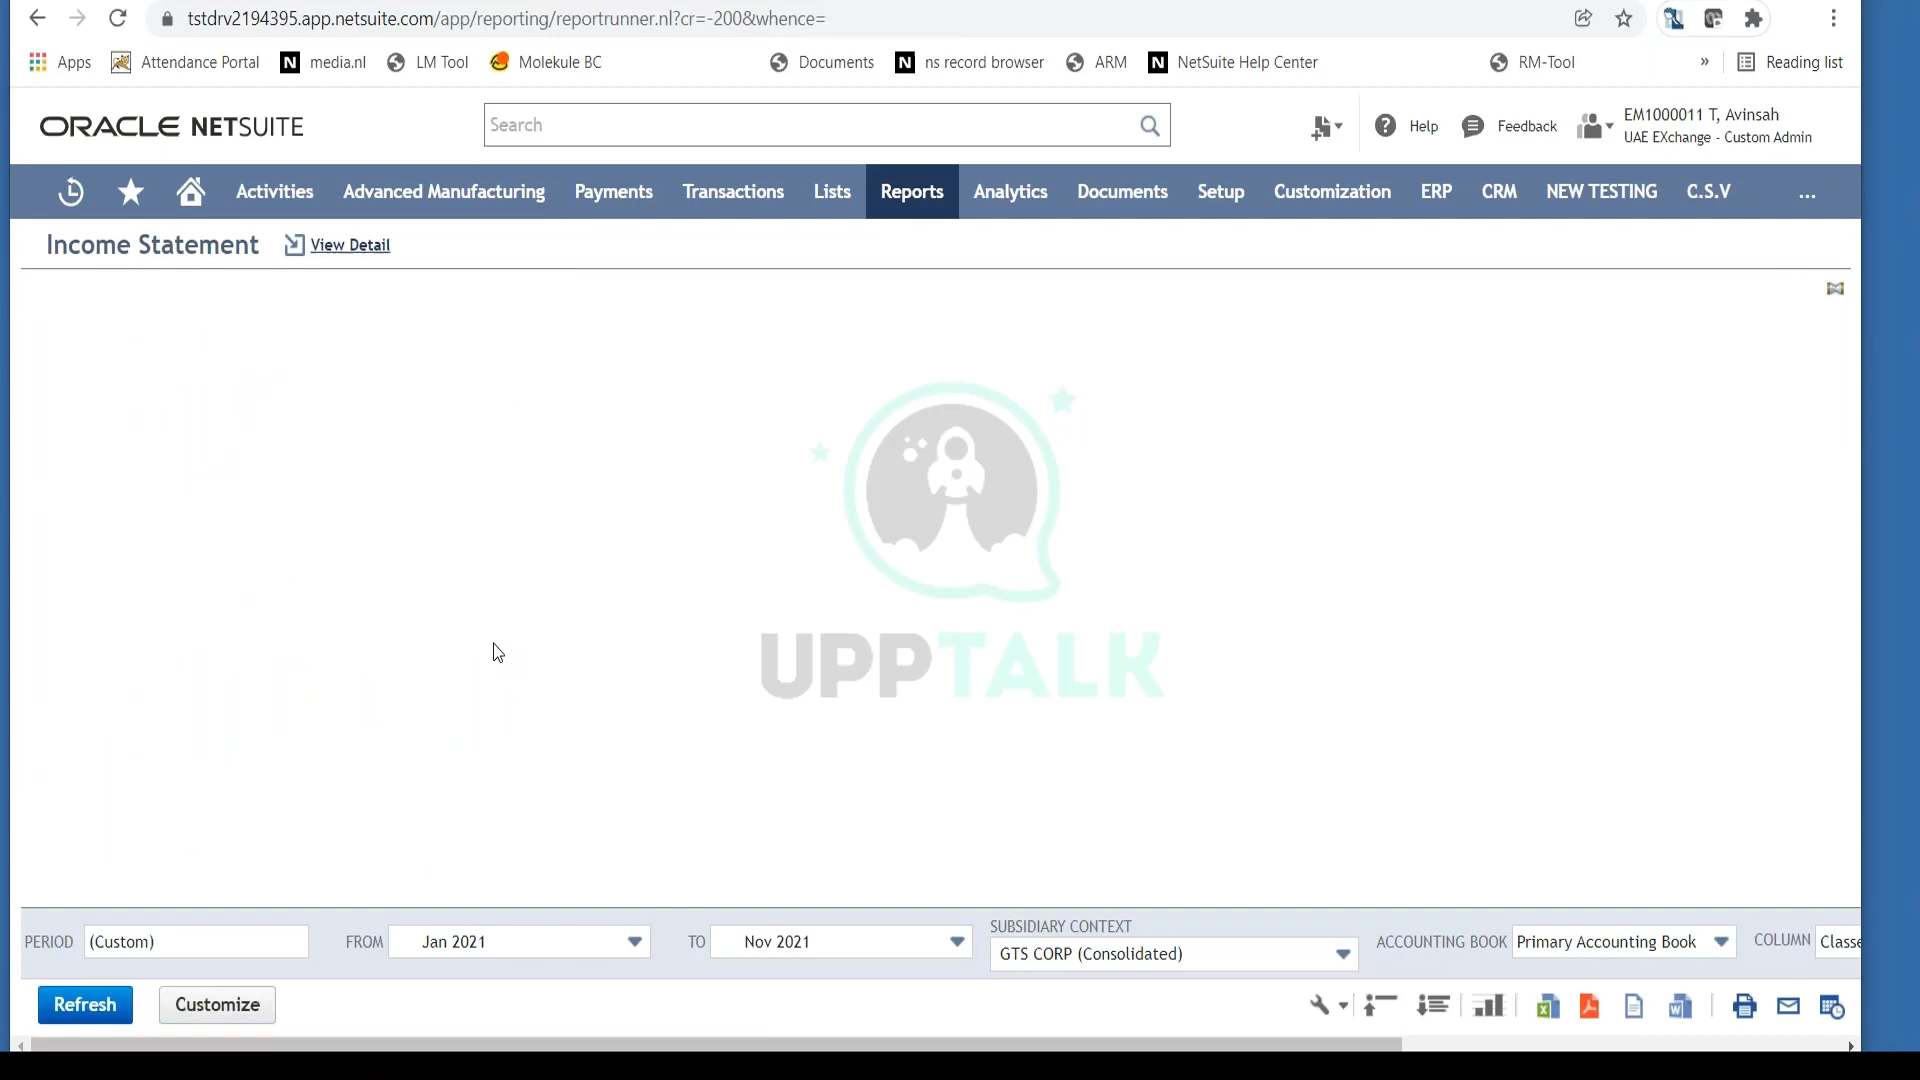 tstdrv2194395.app.netsuite.com/app/reporting/reportrunner.nl?cr=-200&whence=
Apps Attendance Portal N media.nl LM Tool Molekule BC Documents N ns record browser ARM N NetSuite Help Center RM-Tool » Reading list
ORACLE NETSUITE Search Help Feedback EM1000011 T, Avinsah
UAE EXchange - Custom Admin
Activities Advanced Manufacturing Payments Transactions Lists Reports Analytics Documents Setup Customization ERP CRM NEW TESTING C.S.V ...
Income Statement View Detail
UPPTALK
PERIOD (Custom) FROM Jan 2021 TO Nov 2021 SUBSIDIARY CONTEXT
GTS CORP (Consolidated) ACCOUNTING BOOK Primary Accounting Book COLUMN Classe
Refresh Customize